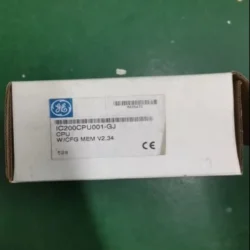 IC200CPU001-GJ
CPU
W/CFG MEM V2.34
CE